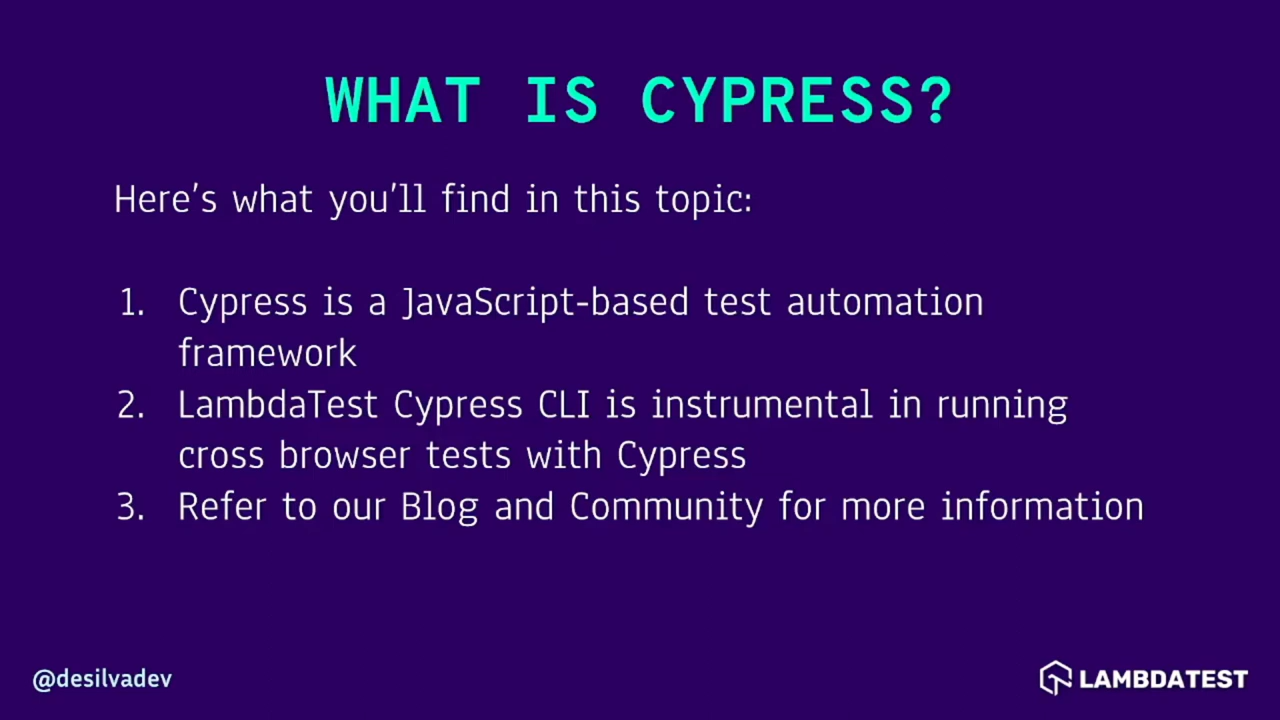 WHAT IS CYPRESS?
Here's what you'll find in this topic:
1. Cypress is a JavaScript-based test automation
framework
2. LambdaTest Cypress CLI is instrumental in running
cross browser tests with Cypress
3. Refer to our Blog and Community for more information
@desilvadev
LAMBDATEST